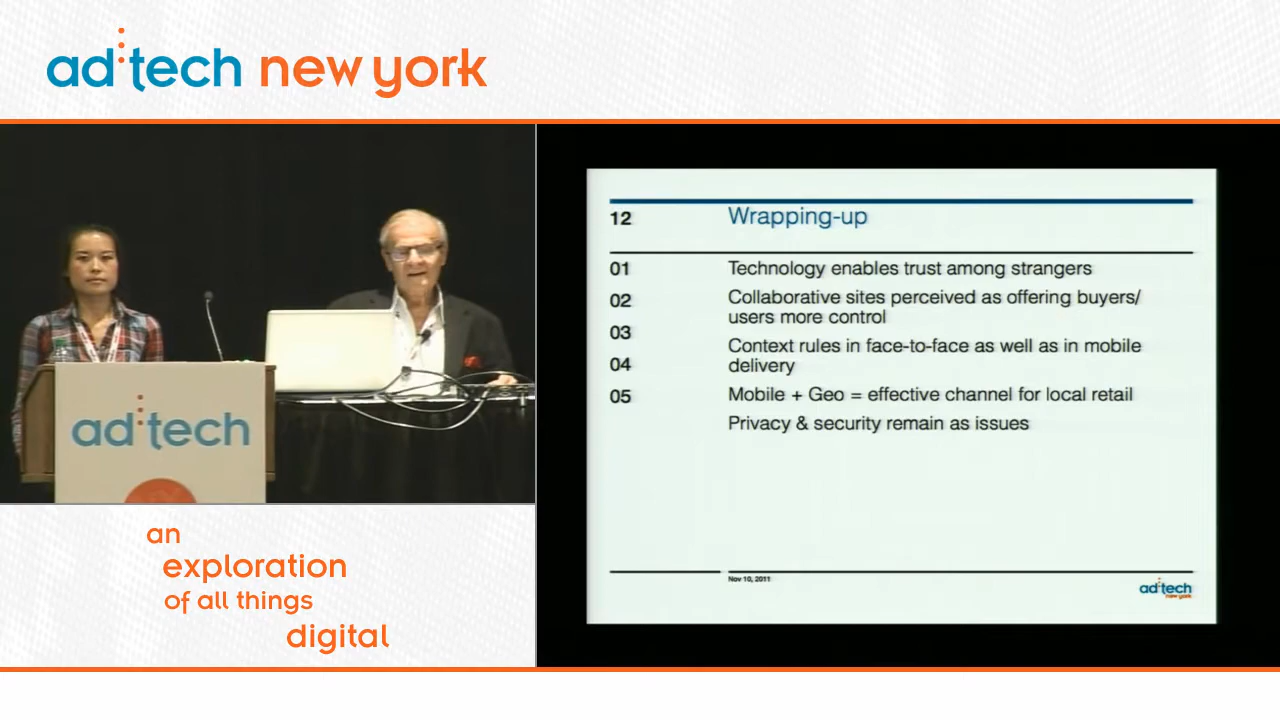 ad:tech new york
ad:tech
an
exploration
of all things
digital
12 Wrapping-up
01 Technology enables trust among strangers
02 Collaborative sites perceived as offering buyers/
users more control
03 Context rules in face-to-face as well as in mobile
delivery
04 Mobile + Geo = effective channel for local retail
05 Privacy & security remain as issues
Nov 10, 2011
ad:tech
new york